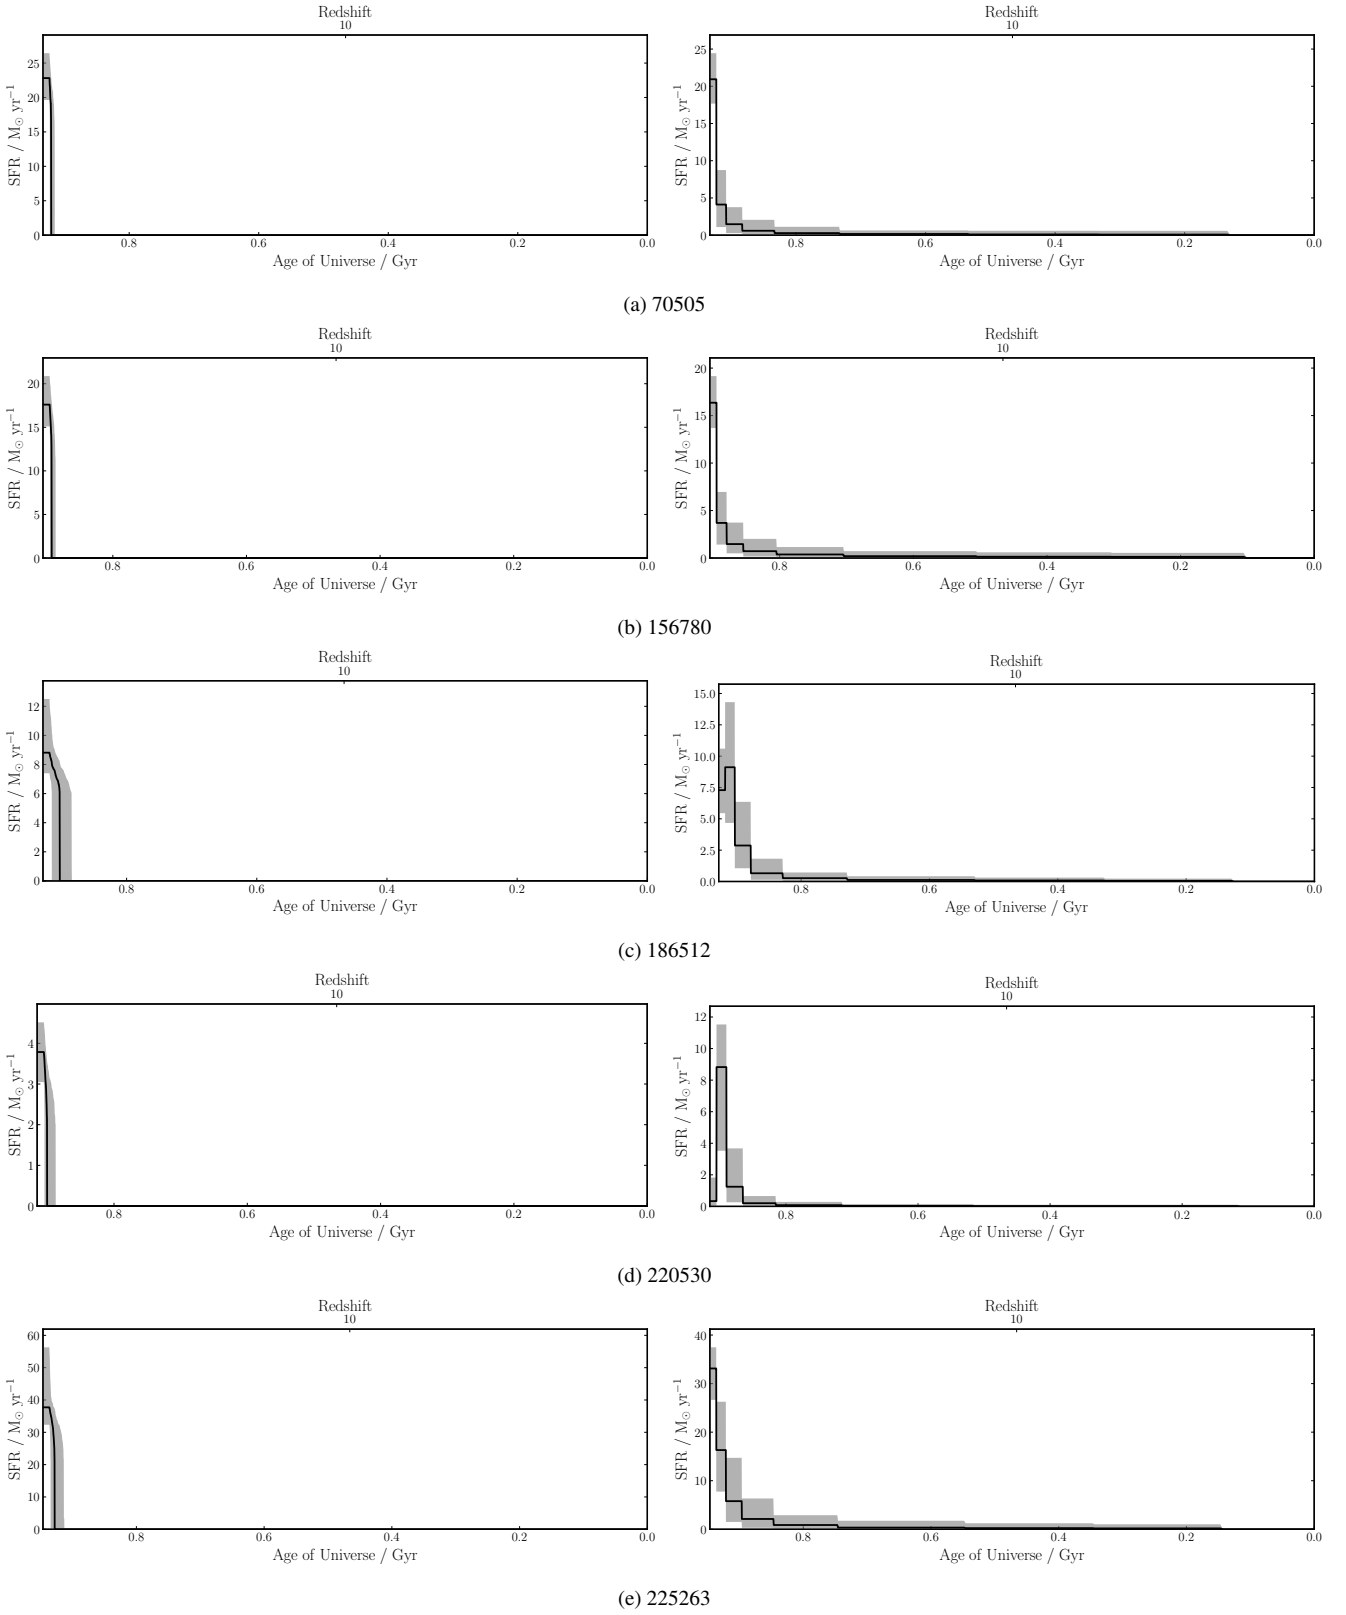 Redshift
10
25
20
15
10
5
0
SFR / M⊙ yr−1
0.8 0.6 0.4 0.2 0.0
Age of Universe / Gyr
Redshift
10
25
20
15
10
5
0
SFR / M⊙ yr−1
0.8 0.6 0.4 0.2 0.0
Age of Universe / Gyr
(a) 70505
Redshift
10
20
15
10
5
0
SFR / M⊙ yr−1
0.8 0.6 0.4 0.2 0.0
Age of Universe / Gyr
Redshift
10
20
15
10
5
0
SFR / M⊙ yr−1
0.8 0.6 0.4 0.2 0.0
Age of Universe / Gyr
(b) 156780
Redshift
10
12
10
8
6
4
2
0
SFR / M⊙ yr−1
0.8 0.6 0.4 0.2 0.0
Age of Universe / Gyr
Redshift
10
15.0
12.5
10.0
7.5
5.0
2.5
0.0
SFR / M⊙ yr−1
0.8 0.6 0.4 0.2 0.0
Age of Universe / Gyr
(c) 186512
Redshift
10
4
3
2
1
0
SFR / M⊙ yr−1
0.8 0.6 0.4 0.2 0.0
Age of Universe / Gyr
Redshift
10
12
10
8
6
4
2
0
SFR / M⊙ yr−1
0.8 0.6 0.4 0.2 0.0
Age of Universe / Gyr
(d) 220530
Redshift
10
60
50
40
30
20
10
0
SFR / M⊙ yr−1
0.8 0.6 0.4 0.2 0.0
Age of Universe / Gyr
Redshift
10
40
30
20
10
0
SFR / M⊙ yr−1
0.8 0.6 0.4 0.2 0.0
Age of Universe / Gyr
(e) 225263